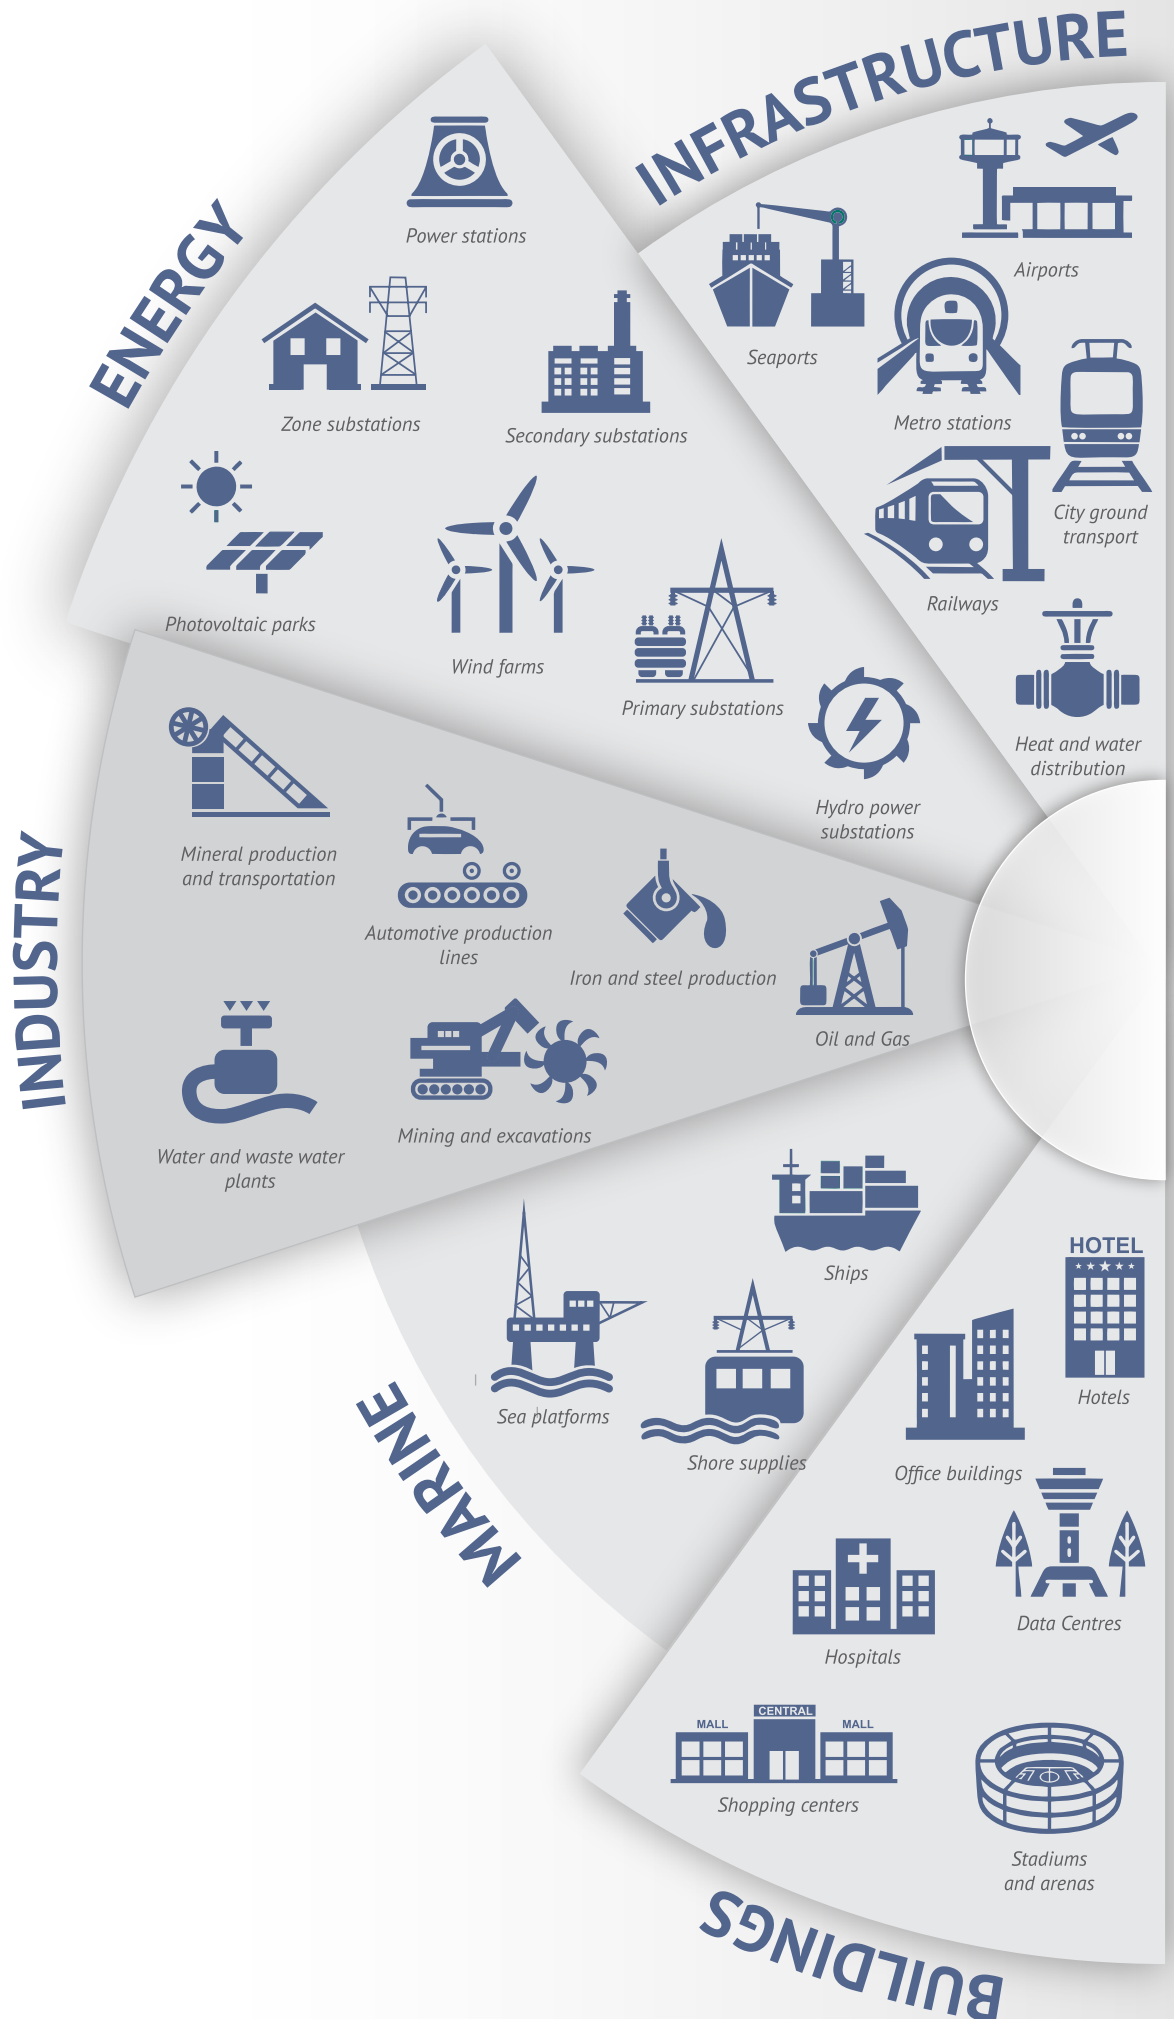 INFRASTRUCTURE
Airports
Seaports
Metro stations
City ground
transport
Railways
Heat and water
distribution
ENERGY
Power stations
Zone substations
Secondary substations
Photovoltaic parks
Wind farms
Primary substations
Hydro power
substations
INDUSTRY
Mineral production
and transportation
Automotive production
lines
Iron and steel production
Oil and Gas
Water and waste water
plants
Mining and excavations
MARINE
Ships
Sea platforms
Shore supplies
BUILDINGS
HOTEL
Hotels
Office buildings
Data Centres
Hospitals
MALL
CENTRAL
MALL
Shopping centers
Stadiums
and arenas